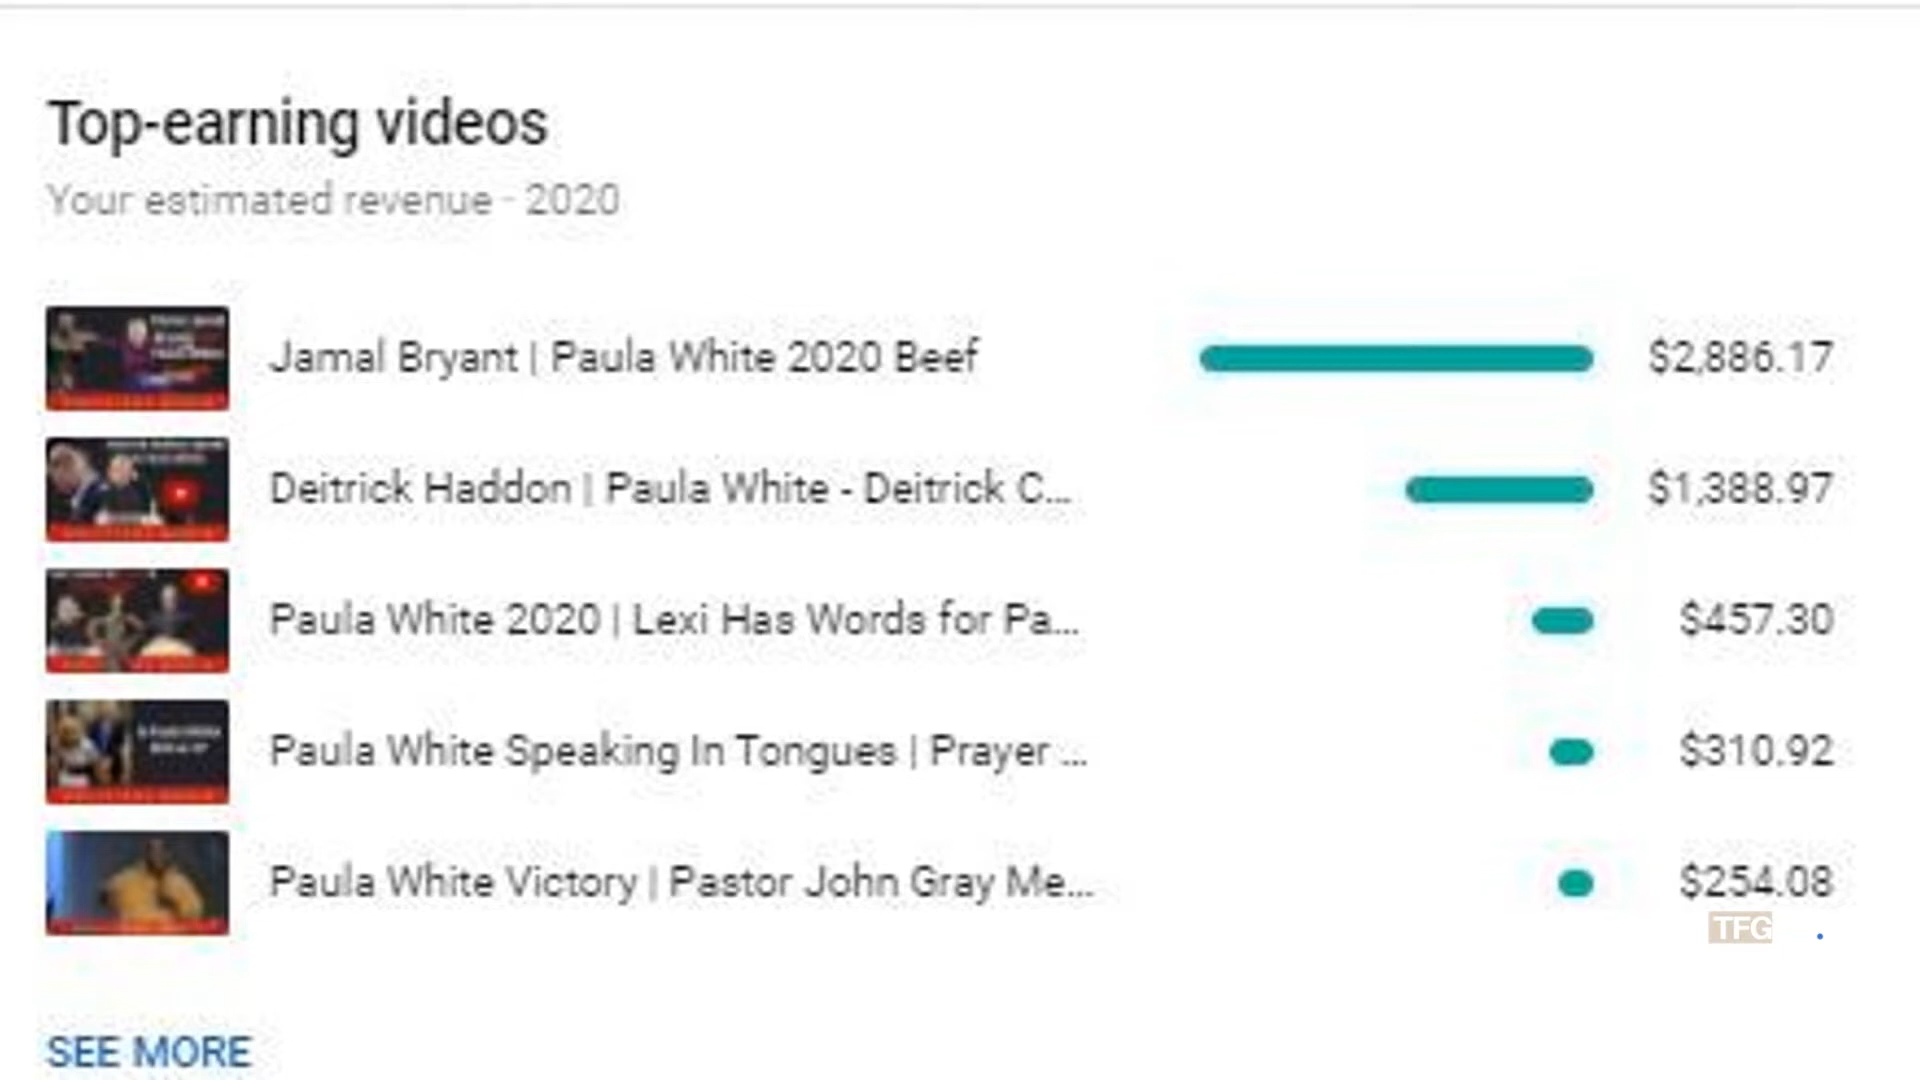 Top-earning videos
Your estimated revenue · 2020
Jamal Bryant | Paula White 2020 Beef $2,886.17
Deitrick Haddon | Paula White - Deitrick C... $1,388.97
Paula White 2020 | Lexi Has Words for Pa... $457.30
Paula White Speaking In Tongues | Prayer ... $310.92
Paula White Victory | Pastor John Gray Me... $254.08
TFG
SEE MORE